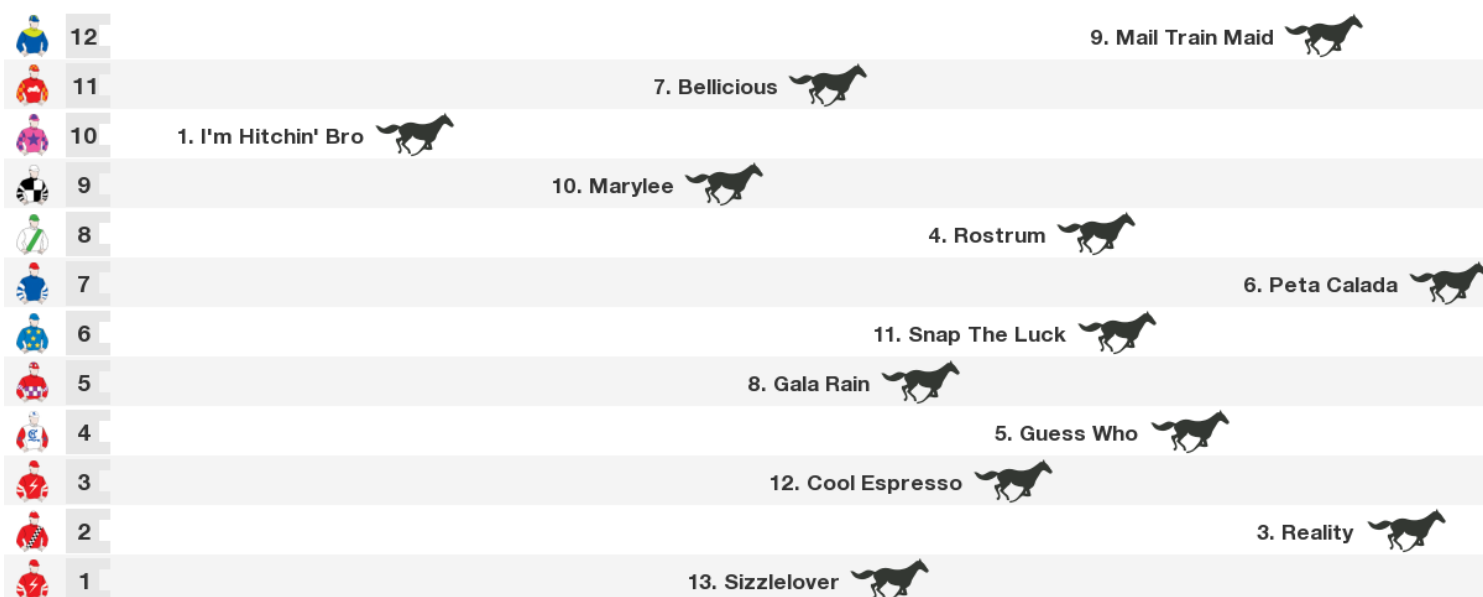 12 9. Mail Train Maid
11 7. Bellicious
10 1. I'm Hitchin' Bro
9 10. Marylee
8 4. Rostrum
7 6. Peta Calada
6 11. Snap The Luck
5 8. Gala Rain
4 5. Guess Who
3 12. Cool Espresso
2 3. Reality
1 13. Sizzlelover